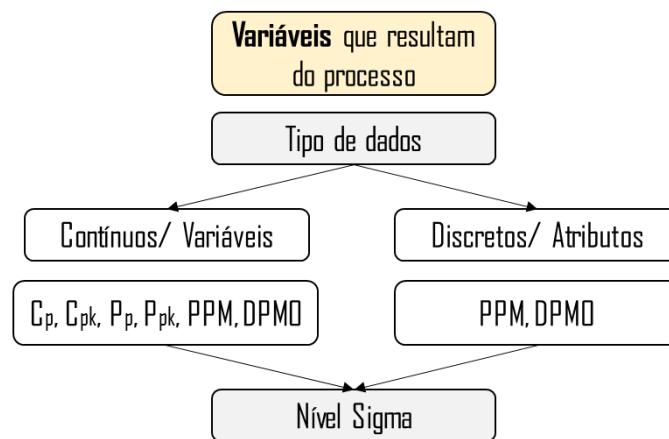 Variáveis que resultam
do processo
Tipo de dados
Contínuos/ Variáveis
Discretos/ Atributos
Cp, Cpk, Pp, Ppk, PPM, DPMO
PPM, DPMO
Nível Sigma